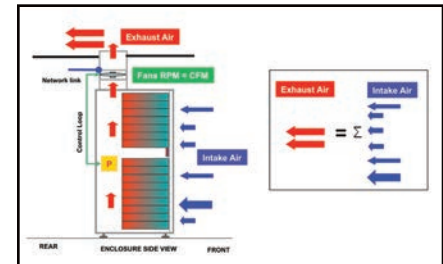 Exhaust Air
Network link
Fans RPM = CFM
Control Loop
P
Intake Air
REAR
ENCLOSURE SIDE VIEW
FRONT
Exhaust Air
Intake Air
= Σ